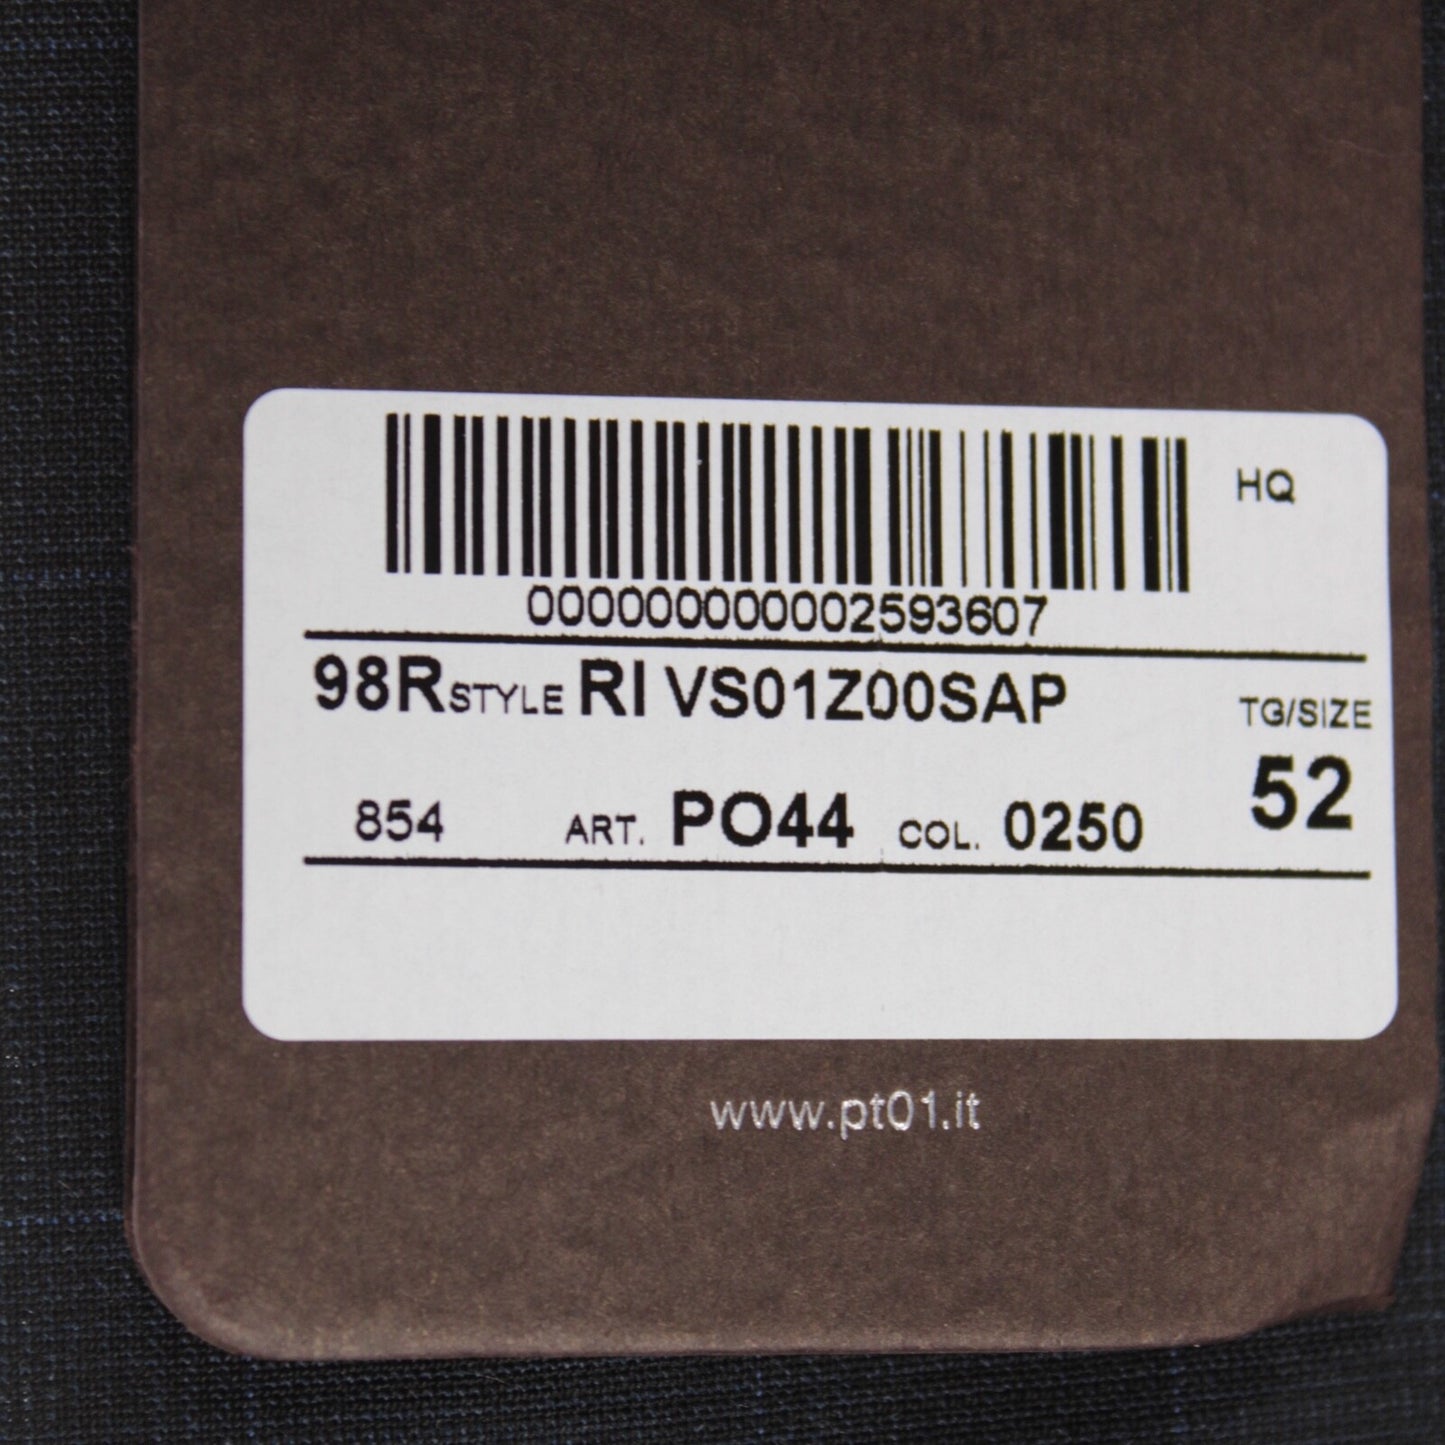 HQ
0000000000002593607
98R STYLE RI VS01Z00SAP
TG/SIZE
854 ART. PO44 COL. 0250 52
www.pt01.it